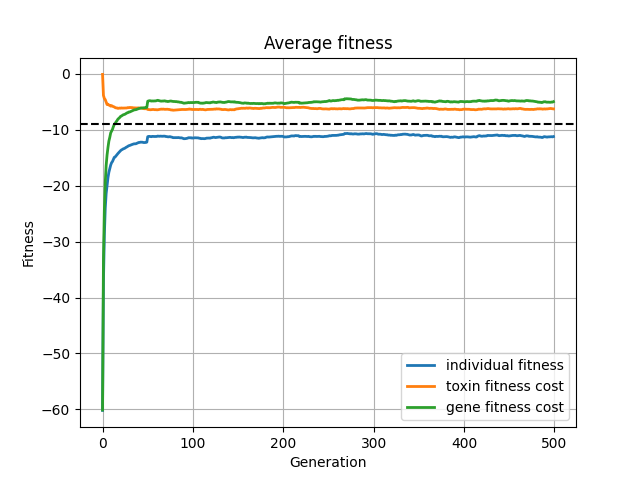 Average fitness
Fitness
0
−10
−20
−30
−40
−50
−60
individual fitness
toxin fitness cost
gene fitness cost
0 100 200 300 400 500
Generation